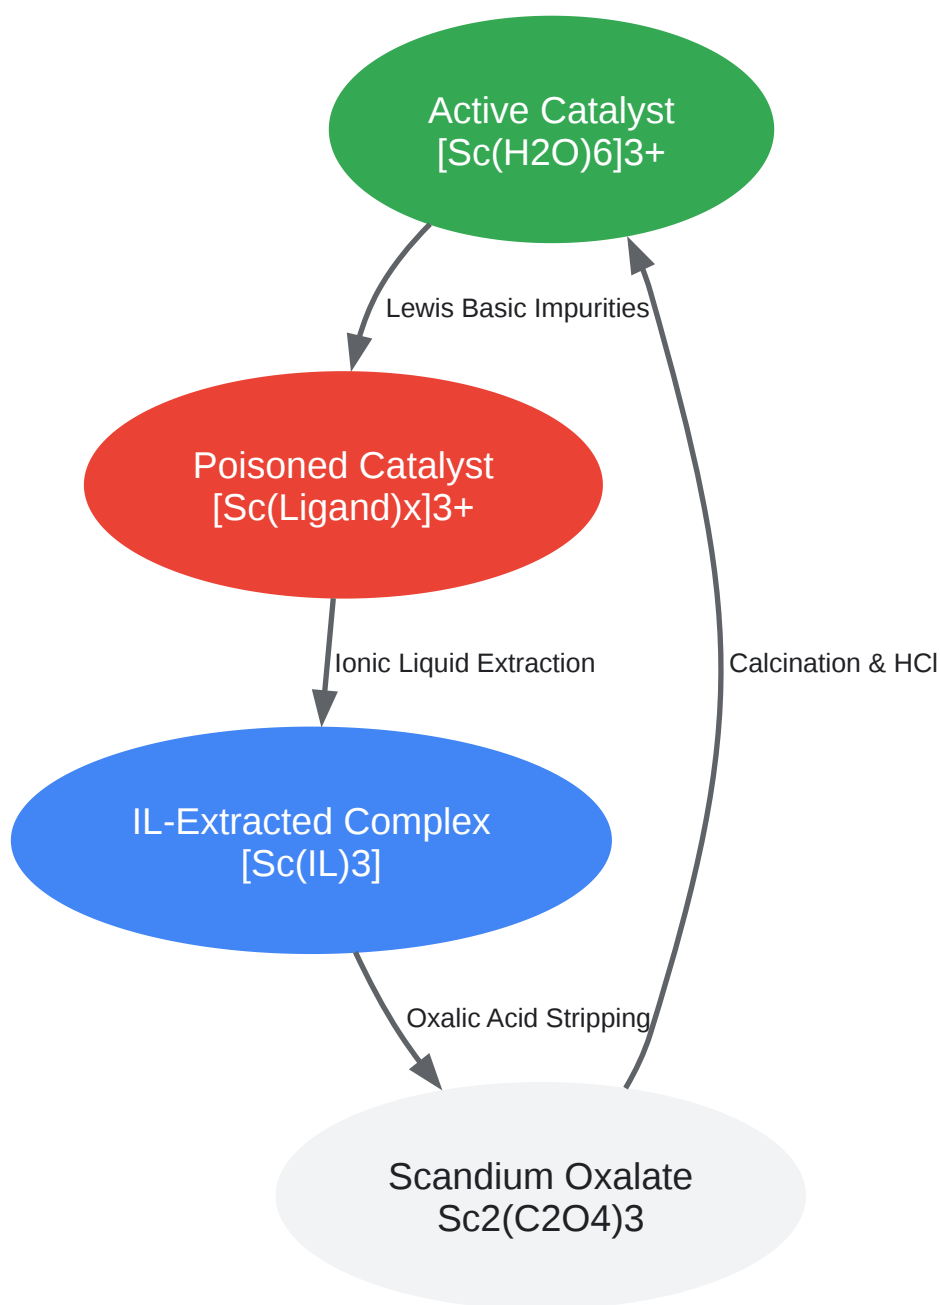 Active Catalyst
[Sc(H2O)6]3+
Lewis Basic Impurities
Poisoned Catalyst
[Sc(Ligand)x]3+
Ionic Liquid Extraction
Calcination & HCl
IL-Extracted Complex
[Sc(IL)3]
Oxalic Acid Stripping
Scandium Oxalate
Sc2(C2O4)3